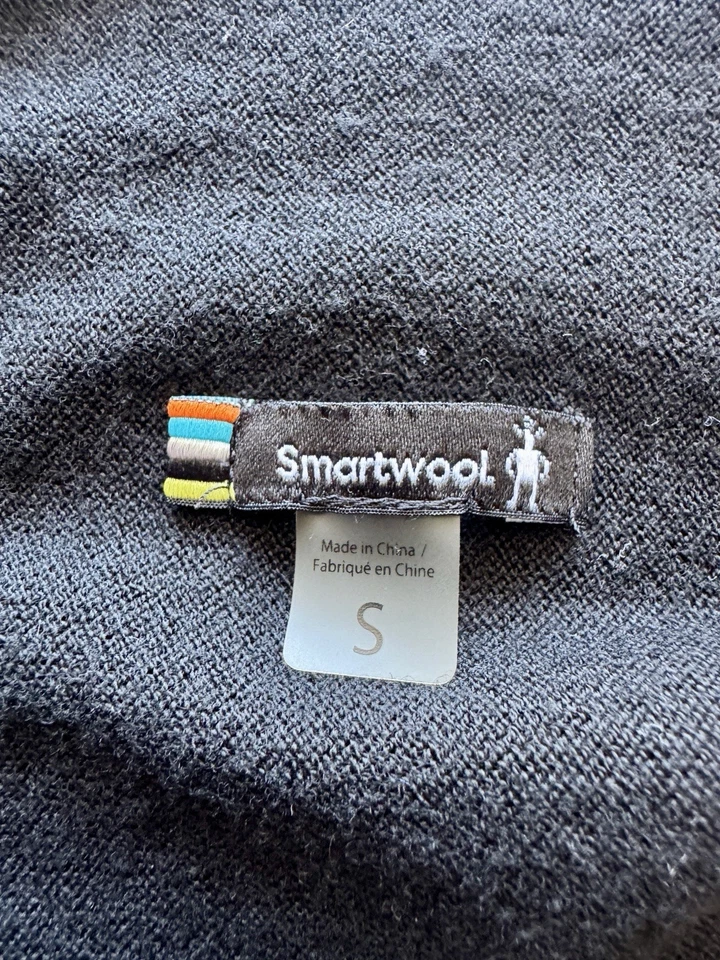 Smartwool.
Made in China /
Fabriqué en Chine
S